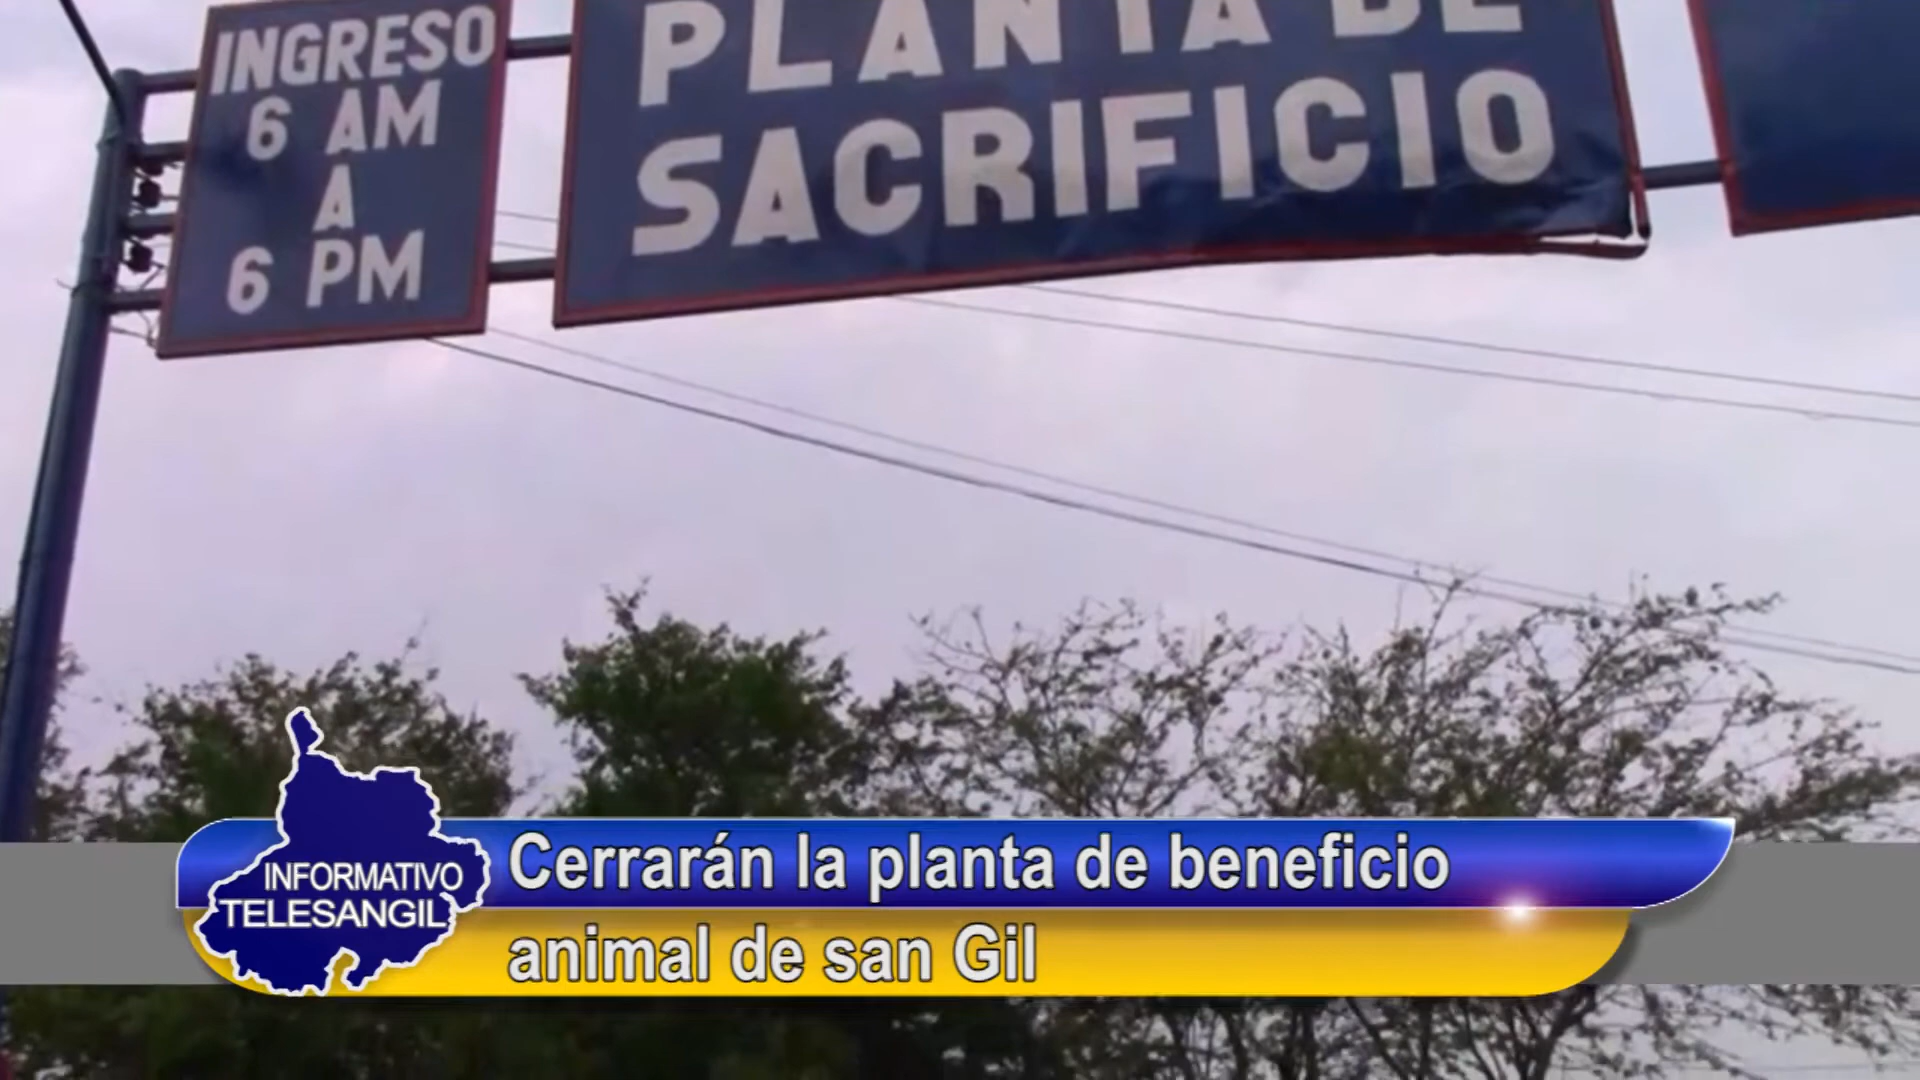 INGRESO
6 AM
A
6 PM
PLANTA DE
SACRIFICIO
Cerrarán la planta de beneficio
animal de san Gil
INFORMATIVO
TELESANGIL